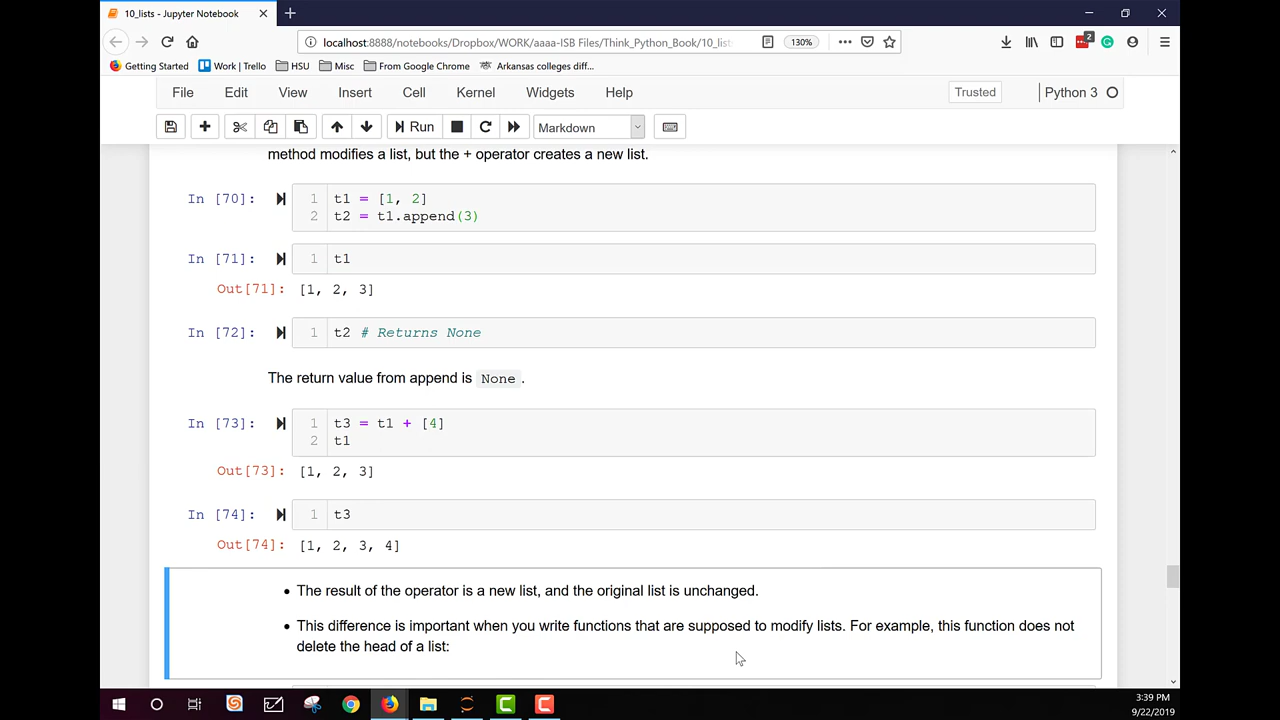 10_lists - Jupyter Notebook
localhost:8888/notebooks/Dropbox/WORK/aaaa-ISB Files/Think_Python_Book/10_lis
130%
2
Getting Started
Work | Trello
HSU
Misc
From Google Chrome
Arkansas colleges diff...
File Edit View Insert Cell Kernel Widgets Help
Trusted
Python 3
Run
Markdown
method modifies a list, but the + operator creates a new list.
In [70]:
1 t1 = [1, 2]
2 t2 = t1.append(3)
In [71]:
1 t1
Out[71]: [1, 2, 3]
In [72]:
1 t2 # Returns None
The return value from append is None .
In [73]:
1 t3 = t1 + [4]
2 t1
Out[73]: [1, 2, 3]
In [74]:
1 t3
Out[74]: [1, 2, 3, 4]
• The result of the operator is a new list, and the original list is unchanged.
• This difference is important when you write functions that are supposed to modify lists. For example, this function does not
delete the head of a list:
3:39 PM
9/22/2019